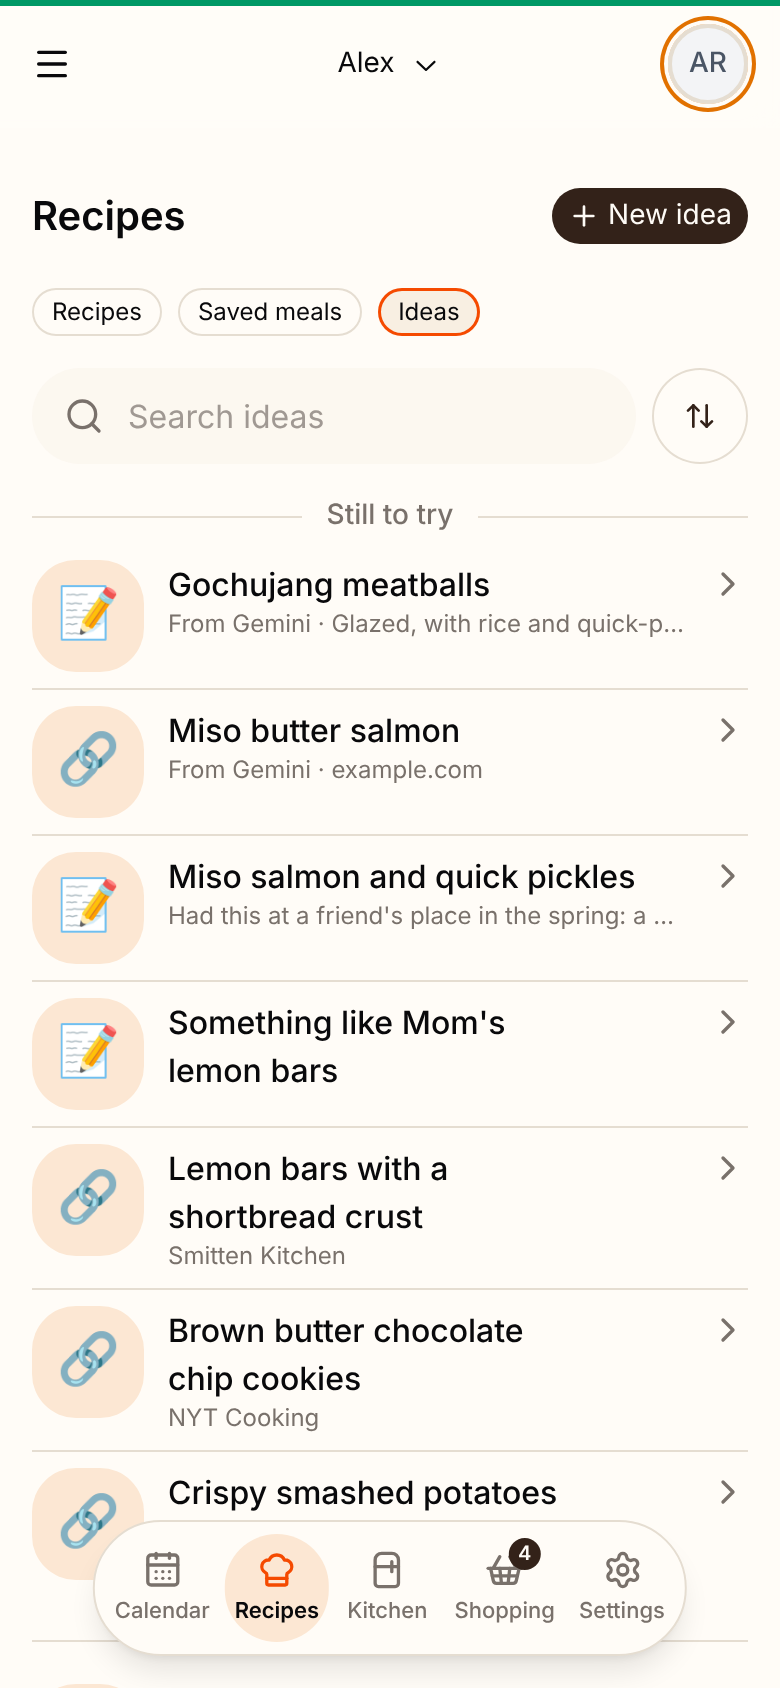 Alex
AR
Recipes
+ New idea
Recipes
Saved meals
Ideas
Search ideas
Still to try
Gochujang meatballs
From Gemini · Glazed, with rice and quick-p...
Miso butter salmon
From Gemini · example.com
Miso salmon and quick pickles
Had this at a friend's place in the spring: a ...
Something like Mom's
lemon bars
Lemon bars with a
shortbread crust
Smitten Kitchen
Brown butter chocolate
chip cookies
NYT Cooking
Crispy smashed potatoes
4
Calendar
Recipes
Kitchen
Shopping
Settings